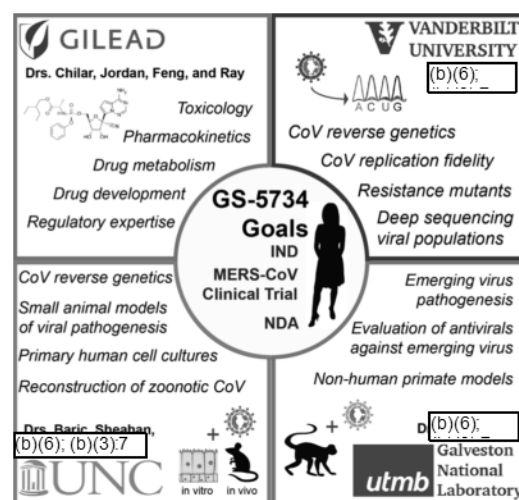 GILEAD
Drs. Chilar, Jordan, Feng, and Ray
Toxicology
Pharmacokinetics
Drug metabolism
Drug development
Regulatory expertise
VANDERBILT
UNIVERSITY
(b)(6);
A C U G
CoV reverse genetics
CoV replication fidelity
Resistance mutants
Deep sequencing
viral populations
GS-5734
Goals
IND
MERS-CoV
Clinical Trial
NDA
CoV reverse genetics
Small animal models
of viral pathogenesis
Primary human cell cultures
Reconstruction of zoonotic CoV
Drs. Baric, Sheahan,
(b)(6); (b)(3):7
UNC
+
in vitro in vivo
Emerging virus
pathogenesis
Evaluation of antivirals
against emerging virus
Non-human primate models
(b)(6);
+
utmb
Galveston
National
Laboratory